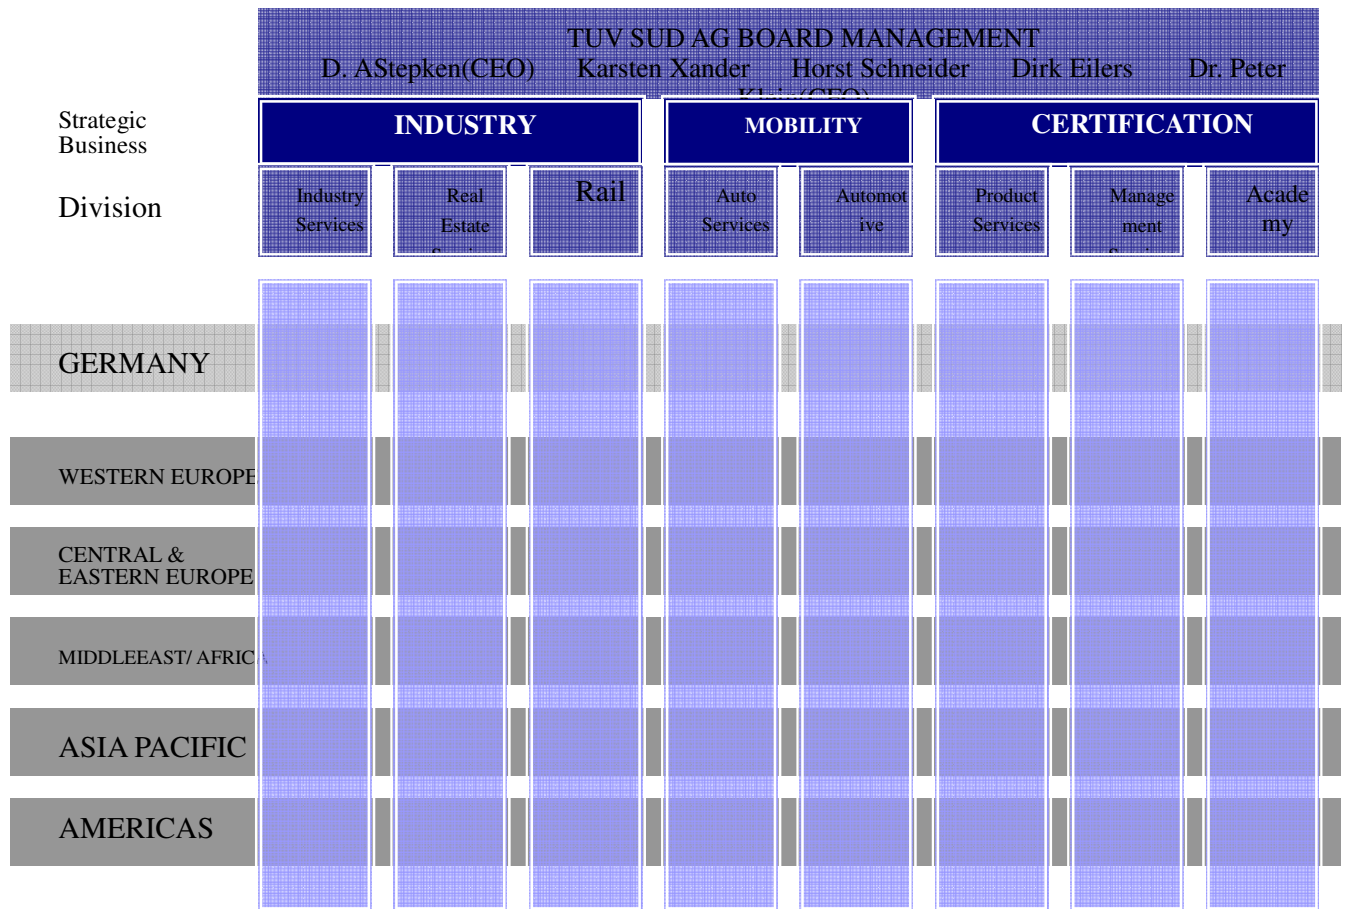 TUV SUD AG BOARD MANAGEMENT
D. AStepken(CEO) Karsten Xander Horst Schneider Dirk Eilers Dr. Peter
Klein(CFO)
Strategic
Business
INDUSTRY
MOBILITY
CERTIFICATION
Division
Industry
Services
Real
Estate
Rail
Auto
Services
Automot
ive
Product
Services
Manage
ment
Acade
my
GERMANY
WESTERN EUROPE
CENTRAL &
EASTERN EUROPE
MIDDLEEAST/ AFRICA
ASIA PACIFIC
AMERICAS